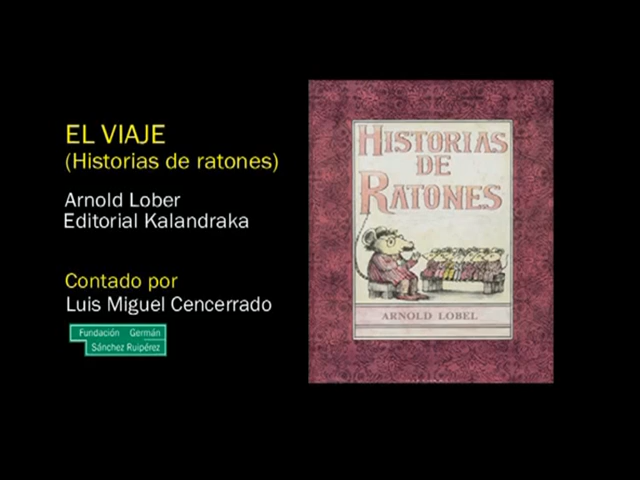 EL VIAJE
(Historias de ratones)
Arnold Lober
Editorial Kalandraka
Contado por
Luis Miguel Cencerrado
Fundación Germán
Sánchez Ruipérez
HISTORIAS
DE
RATONES
ARNOLD LOBEL